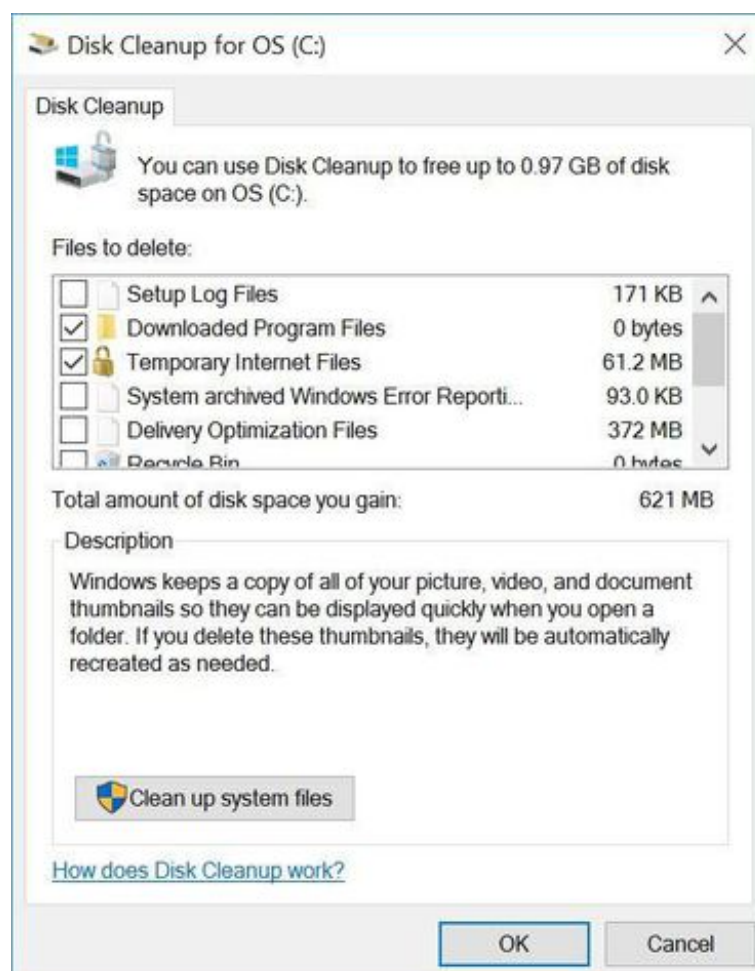 Disk Cleanup for OS (C:)
Disk Cleanup
You can use Disk Cleanup to free up to 0.97 GB of disk
space on OS (C:).
Files to delete:
Setup Log Files 171 KB
Downloaded Program Files 0 bytes
Temporary Internet Files 61.2 MB
System archived Windows Error Reporti... 93.0 KB
Delivery Optimization Files 372 MB
Recycle Bin 0 bytes
Total amount of disk space you gain: 621 MB
Description
Windows keeps a copy of all of your picture, video, and document
thumbnails so they can be displayed quickly when you open a
folder. If you delete these thumbnails, they will be automatically
recreated as needed.
Clean up system files
How does Disk Cleanup work?
OK Cancel